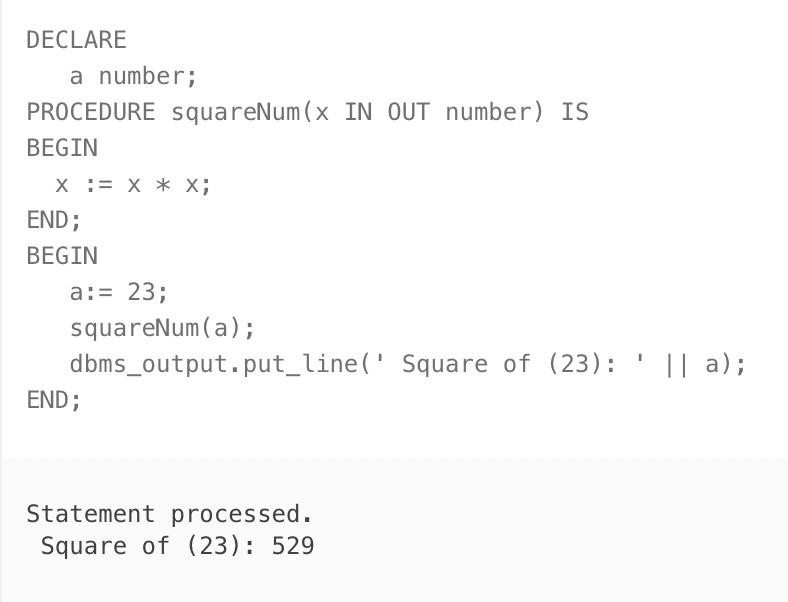 DECLARE
   a number;
PROCEDURE squareNum(x IN OUT number) IS
BEGIN
  x := x * x;
END;
BEGIN
   a:= 23;
   squareNum(a);
   dbms_output.put_line(' Square of (23): ' || a);
END;
Statement processed.
 Square of (23): 529